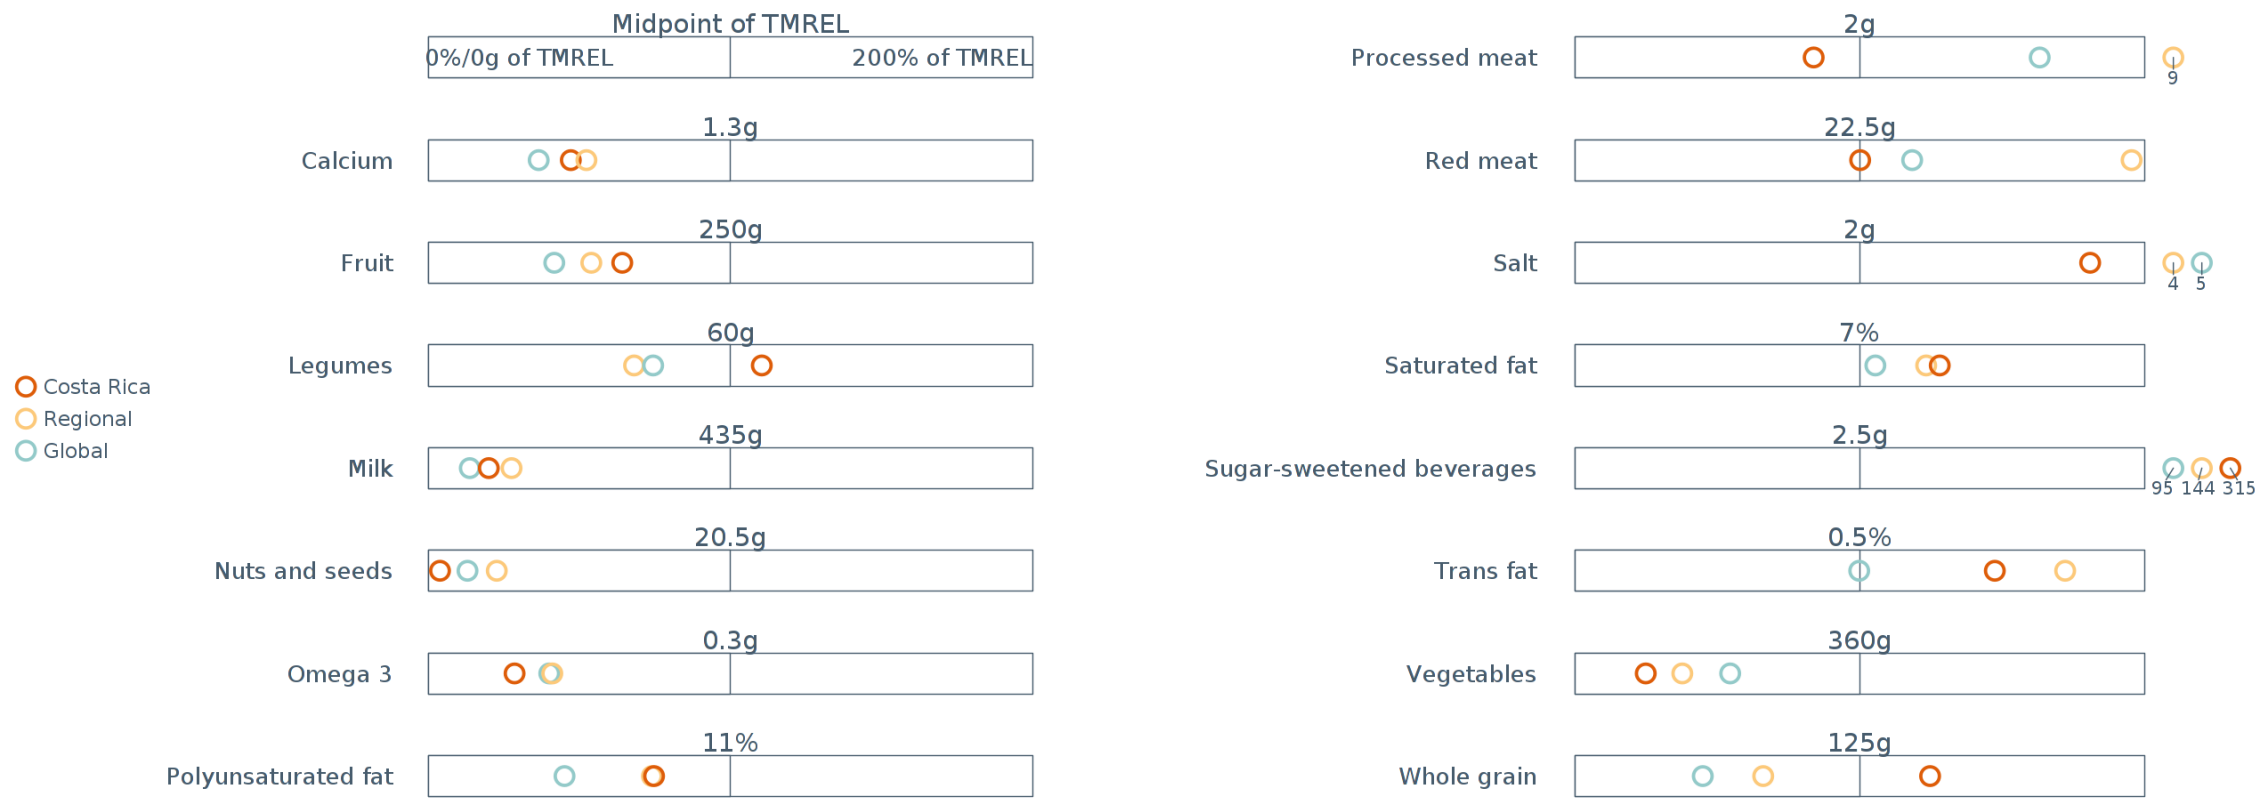 Midpoint of TMREL
0%/0g of TMREL
200% of TMREL
Calcium
1.3g
Fruit
250g
Legumes
60g
Milk
435g
Nuts and seeds
20.5g
Omega 3
0.3g
Polyunsaturated fat
11%
Costa Rica
Regional
Global
Processed meat
2g
9
Red meat
22.5g
Salt
2g
4 5
Saturated fat
7%
Sugar-sweetened beverages
2.5g
95 144 315
Trans fat
0.5%
Vegetables
360g
Whole grain
125g